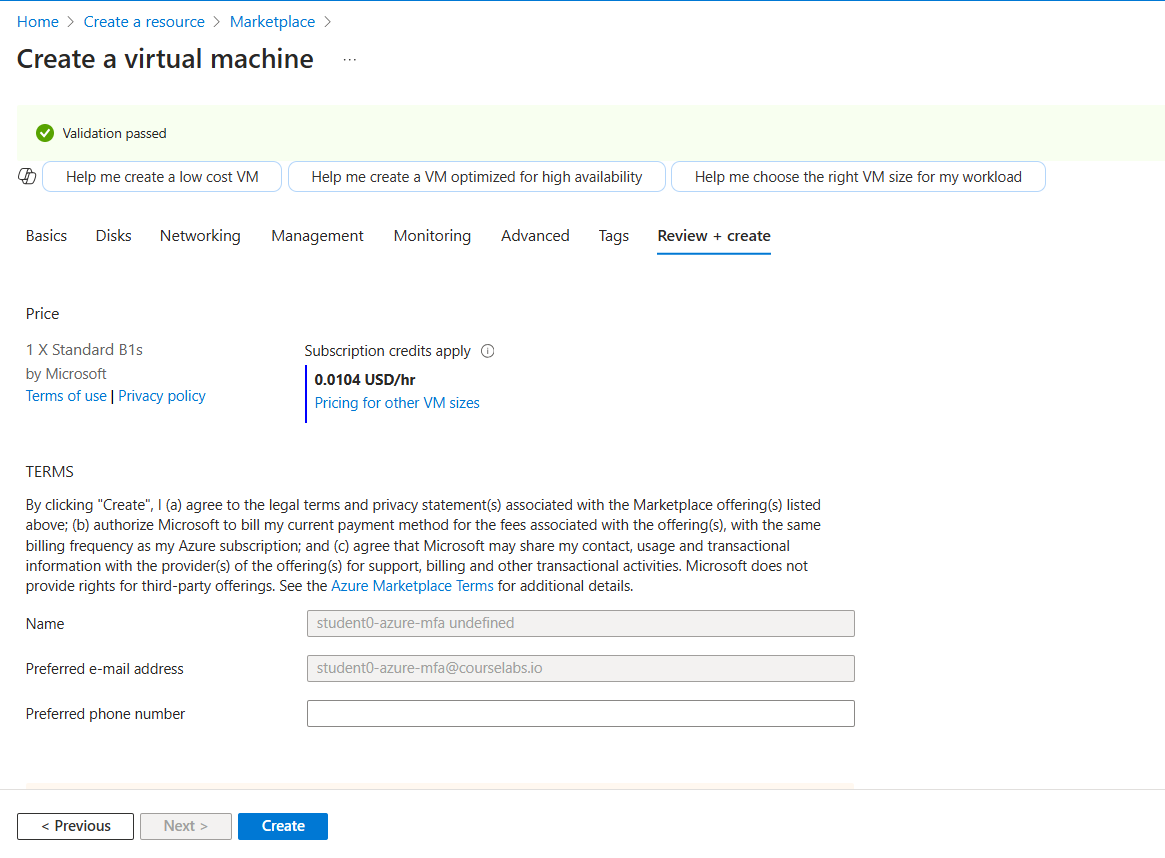 Home > Create a resource > Marketplace >
Create a virtual machine ...
Validation passed
Help me create a low cost VM Help me create a VM optimized for high availability Help me choose the right VM size for my workload
Basics Disks Networking Management Monitoring Advanced Tags Review + create
Price
1 X Standard B1s
by Microsoft
Terms of use | Privacy policy
Subscription credits apply
0.0104 USD/hr
Pricing for other VM sizes
TERMS
By clicking "Create", I (a) agree to the legal terms and privacy statement(s) associated with the Marketplace offering(s) listed
above; (b) authorize Microsoft to bill my current payment method for the fees associated with the offering(s), with the same
billing frequency as my Azure subscription; and (c) agree that Microsoft may share my contact, usage and transactional
information with the provider(s) of the offering(s) for support, billing and other transactional activities. Microsoft does not
provide rights for third-party offerings. See the Azure Marketplace Terms for additional details.
Name student0-azure-mfa undefined
Preferred e-mail address student0-azure-mfa@courselabs.io
Preferred phone number
< Previous Next > Create